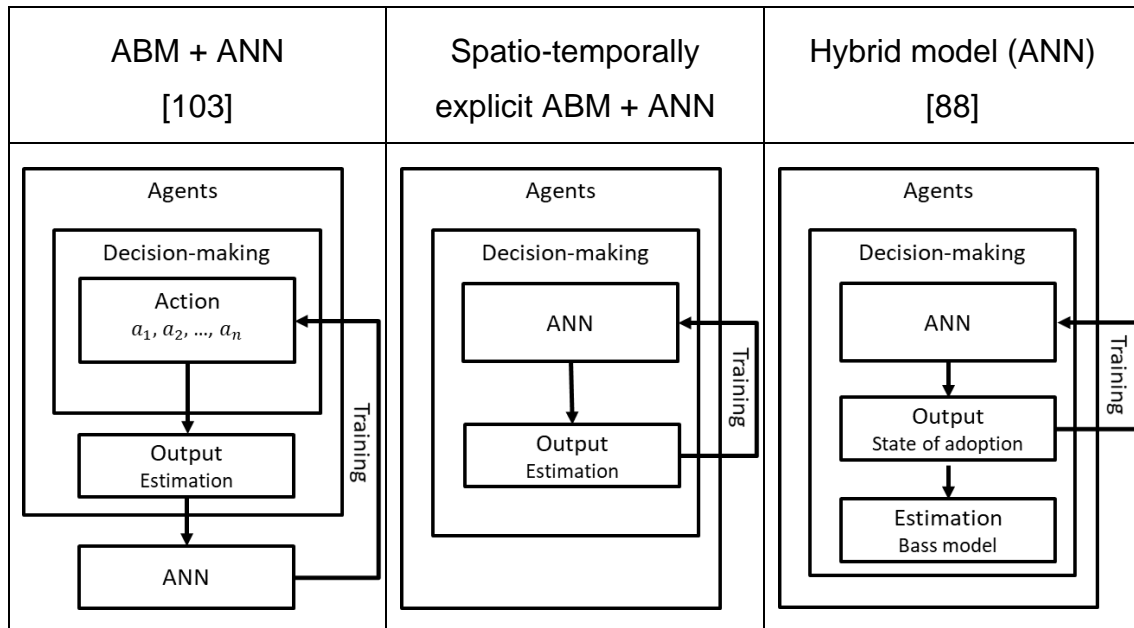 ABM + ANN
[103]
Spatio-temporally
explicit ABM + ANN
Hybrid model (ANN)
[88]
Agents
Decision-making
Action
a₁, a₂, ..., aₙ
Output
Estimation
ANN
Training
Agents
Decision-making
ANN
Output
Estimation
Training
Agents
Decision-making
ANN
Output
State of adoption
Estimation
Bass model
Training